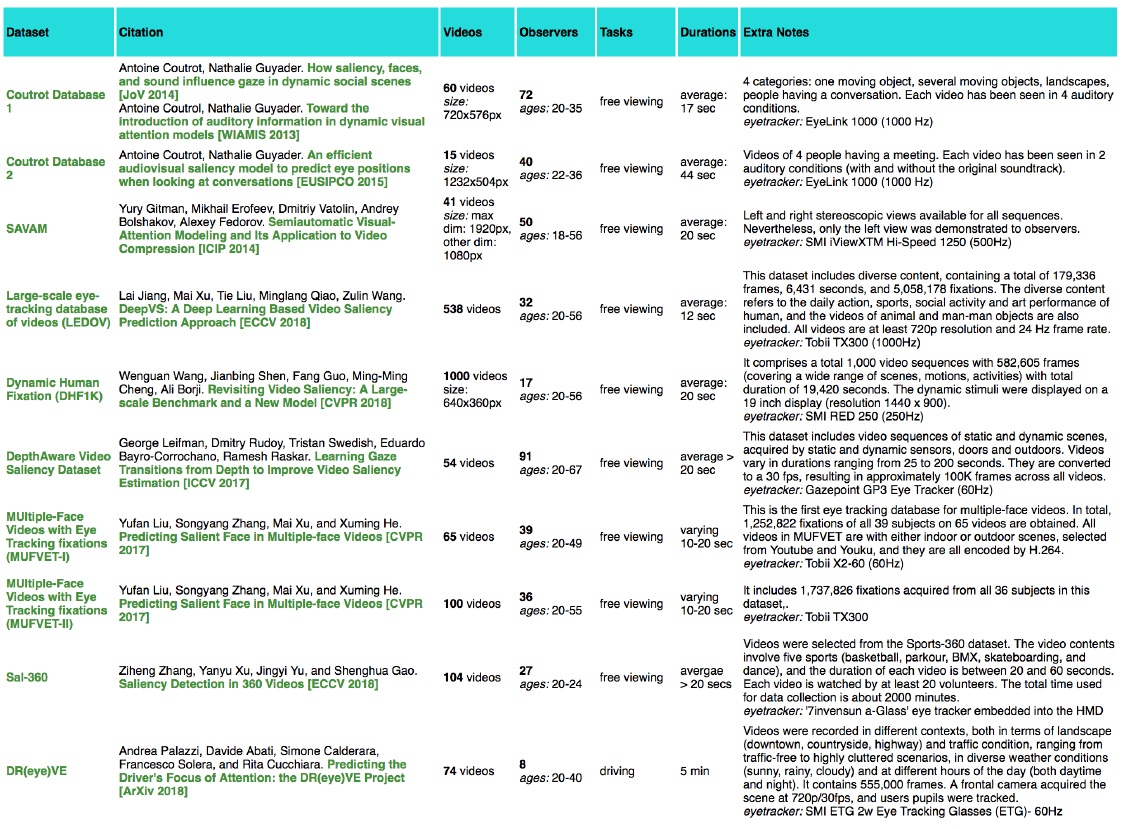 Dataset Citation Videos Observers Tasks Durations Extra Notes
Coutrot Database
1
Antoine Coutrot, Nathalie Guyader. How saliency, faces,
and sound influence gaze in dynamic social scenes
[JoV 2014]
Antoine Coutrot, Nathalie Guyader. Toward the
introduction of auditory information in dynamic visual
attention models [WIAMIS 2013]
60 videos
size:
720x576px
72
ages: 20-35
free viewing
average:
17 sec
4 categories: one moving object, several moving objects, landscapes,
people having a conversation. Each video has been seen in 4 auditory
conditions.
eyetracker: EyeLink 1000 (1000 Hz)
Coutrot Database
2
Antoine Coutrot, Nathalie Guyader. An efficient
audiovisual saliency model to predict eye positions
when looking at conversations [EUSIPCO 2015]
15 videos
size:
1232x504px
40
ages: 22-36
free viewing
average:
44 sec
Videos of 4 people having a meeting. Each video has been seen in 2
auditory conditions (with and without the original soundtrack).
eyetracker: EyeLink 1000 (1000 Hz)
SAVAM
Yury Gitman, Mikhail Erofeev, Dmitriy Vatolin, Andrey
Bolshakov, Alexey Fedorov. Semiautomatic Visual-
Attention Modeling and Its Application to Video
Compression [ICIP 2014]
41 videos
size: max
dim: 1920px,
other dim:
1080px
50
ages: 18-56
free viewing
average:
20 sec
Left and right stereoscopic views available for all sequences.
Nevertheless, only the left view was demonstrated to observers.
eyetracker: SMI iViewXTM Hi-Speed 1250 (500Hz)
Large-scale eye-
tracking database
of videos (LEDOV)
Lai Jiang, Mai Xu, Tie Liu, Minglang Qiao, Zulin Wang.
DeepVS: A Deep Learning Based Video Saliency
Prediction Approach [ECCV 2018]
538 videos
32
ages: 20-56
free viewing
average:
12 sec
This dataset includes diverse content, containing a total of 179,336
frames, 6,431 seconds, and 5,058,178 fixations. The diverse content
refers to the daily action, sports, social activity and art performance of
human, and the videos of animal and man-man objects are also
included. All videos are at least 720p resolution and 24 Hz frame rate.
eyetracker: Tobii TX300 (1000Hz)
Dynamic Human
Fixation (DHF1K)
Wenguan Wang, Jianbing Shen, Fang Guo, Ming-Ming
Cheng, Ali Borji. Revisiting Video Saliency: A Large-
scale Benchmark and a New Model [CVPR 2018]
1000 videos
size:
640x360px
17
ages: 20-56
free viewing
average:
20 sec
It comprises a total 1,000 video sequences with 582,605 frames
(covering a wide range of scenes, motions, activities) with total
duration of 19,420 seconds. The dynamic stimuli were displayed on a
19 inch display (resolution 1440 x 900).
eyetracker: SMI RED 250 (250Hz)
DepthAware Video
Saliency Dataset
George Leifman, Dmitry Rudoy, Tristan Swedish, Eduardo
Bayro-Corrochano, Ramesh Raskar. Learning Gaze
Transitions from Depth to Improve Video Saliency
Estimation [ICCV 2017]
54 videos
91
ages: 20-67
free viewing
average >
20 sec
This dataset includes video sequences of static and dynamic scenes,
acquired by static and dynamic sensors, doors and outdoors. Videos
vary in durations ranging from 25 to 200 seconds. They are converted
to a 30 fps, resulting in approximately 100K frames across all videos.
eyetracker: Gazepoint GP3 Eye Tracker (60Hz)
MUltiple-Face
Videos with Eye
Tracking fixations
(MUFVET-I)
Yufan Liu, Songyang Zhang, Mai Xu, and Xuming He.
Predicting Salient Face in Multiple-face Videos [CVPR
2017]
65 videos
39
ages: 20-49
free viewing
varying
10-20 sec
This is the first eye tracking database for multiple-face videos. In total,
1,252,822 fixations of all 39 subjects on 65 videos are obtained. All
videos in MUFVET are with either indoor or outdoor scenes, selected
from Youtube and Youku, and they are all encoded by H.264.
eyetracker: Tobii X2-60 (60Hz)
MUltiple-Face
Videos with Eye
Tracking fixations
(MUFVET-II)
Yufan Liu, Songyang Zhang, Mai Xu, and Xuming He.
Predicting Salient Face in Multiple-face Videos [CVPR
2017]
100 videos
36
ages: 20-55
free viewing
varying
10-20 sec
It includes 1,737,826 fixations acquired from all 36 subjects in this
dataset,.
eyetracker: Tobii TX300
Sal-360
Ziheng Zhang, Yanyu Xu, Jingyi Yu, and Shenghua Gao.
Saliency Detection in 360 Videos [ECCV 2018]
104 videos
27
ages: 20-24
free viewing
avergae
> 20 secs
Videos were selected from the Sports-360 dataset. The video contents
involve five sports (basketball, parkour, BMX, skateboarding, and
dance), and the duration of each video is between 20 and 60 seconds.
Each video is watched by at least 20 volunteers. The total time used
for data collection is about 2000 minutes.
eyetracker: '7invensun a-Glass' eye tracker embedded into the HMD
DR(eye)VE
Andrea Palazzi, Davide Abati, Simone Calderara,
Francesco Solera, and Rita Cucchiara. Predicting the
Driver's Focus of Attention: the DR(eye)VE Project
[ArXiv 2018]
74 videos
8
ages: 20-40
driving
5 min
Videos were recorded in different contexts, both in terms of landscape
(downtown, countryside, highway) and traffic condition, ranging from
traffic-free to highly cluttered scenarios, in diverse weather conditions
(sunny, rainy, cloudy) and at different hours of the day (both daytime
and night). It contains 555,000 frames. A frontal camera acquired the
scene at 720p/30fps, and users pupils were tracked.
eyetracker: SMI ETG 2w Eye Tracking Glasses (ETG)- 60Hz